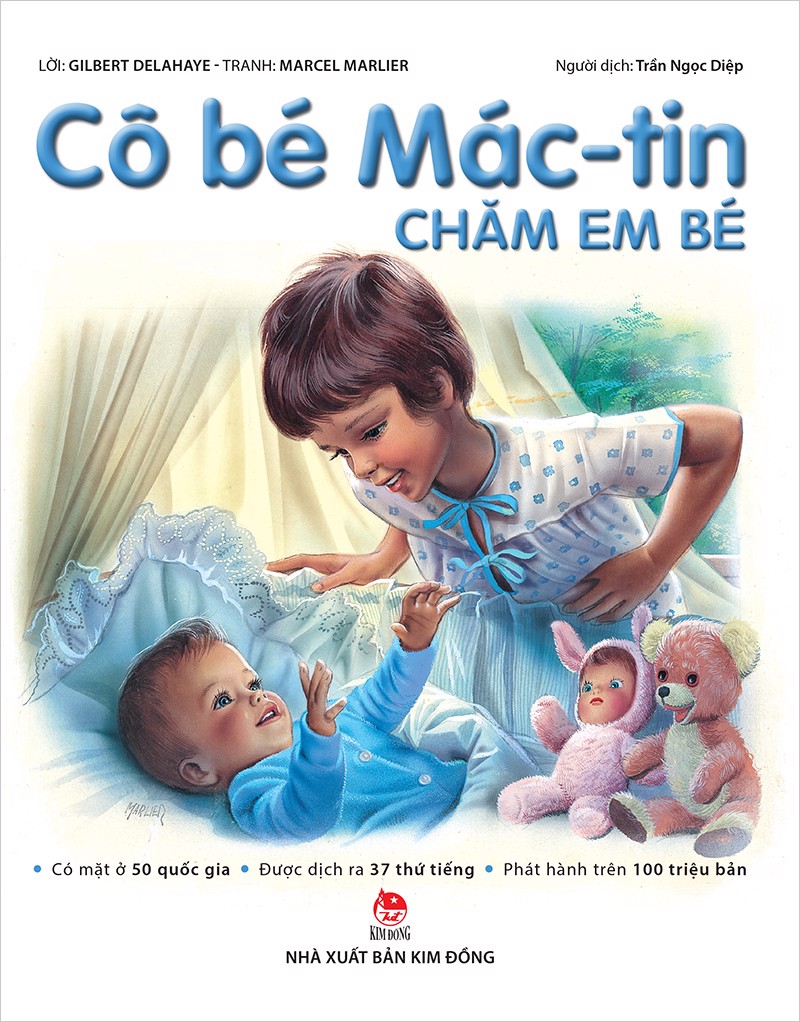 LỜI: GILBERT DELAHAYE - TRANH: MARCEL MARLIER
Người dịch: Trần Ngọc Diệp
Cô bé Mác-tin
CHĂM EM BÉ
MARLIER
• Có mặt ở 50 quốc gia • Được dịch ra 37 thứ tiếng • Phát hành trên 100 triệu bản
KIM ĐỒNG
NHÀ XUẤT BẢN KIM ĐỒNG